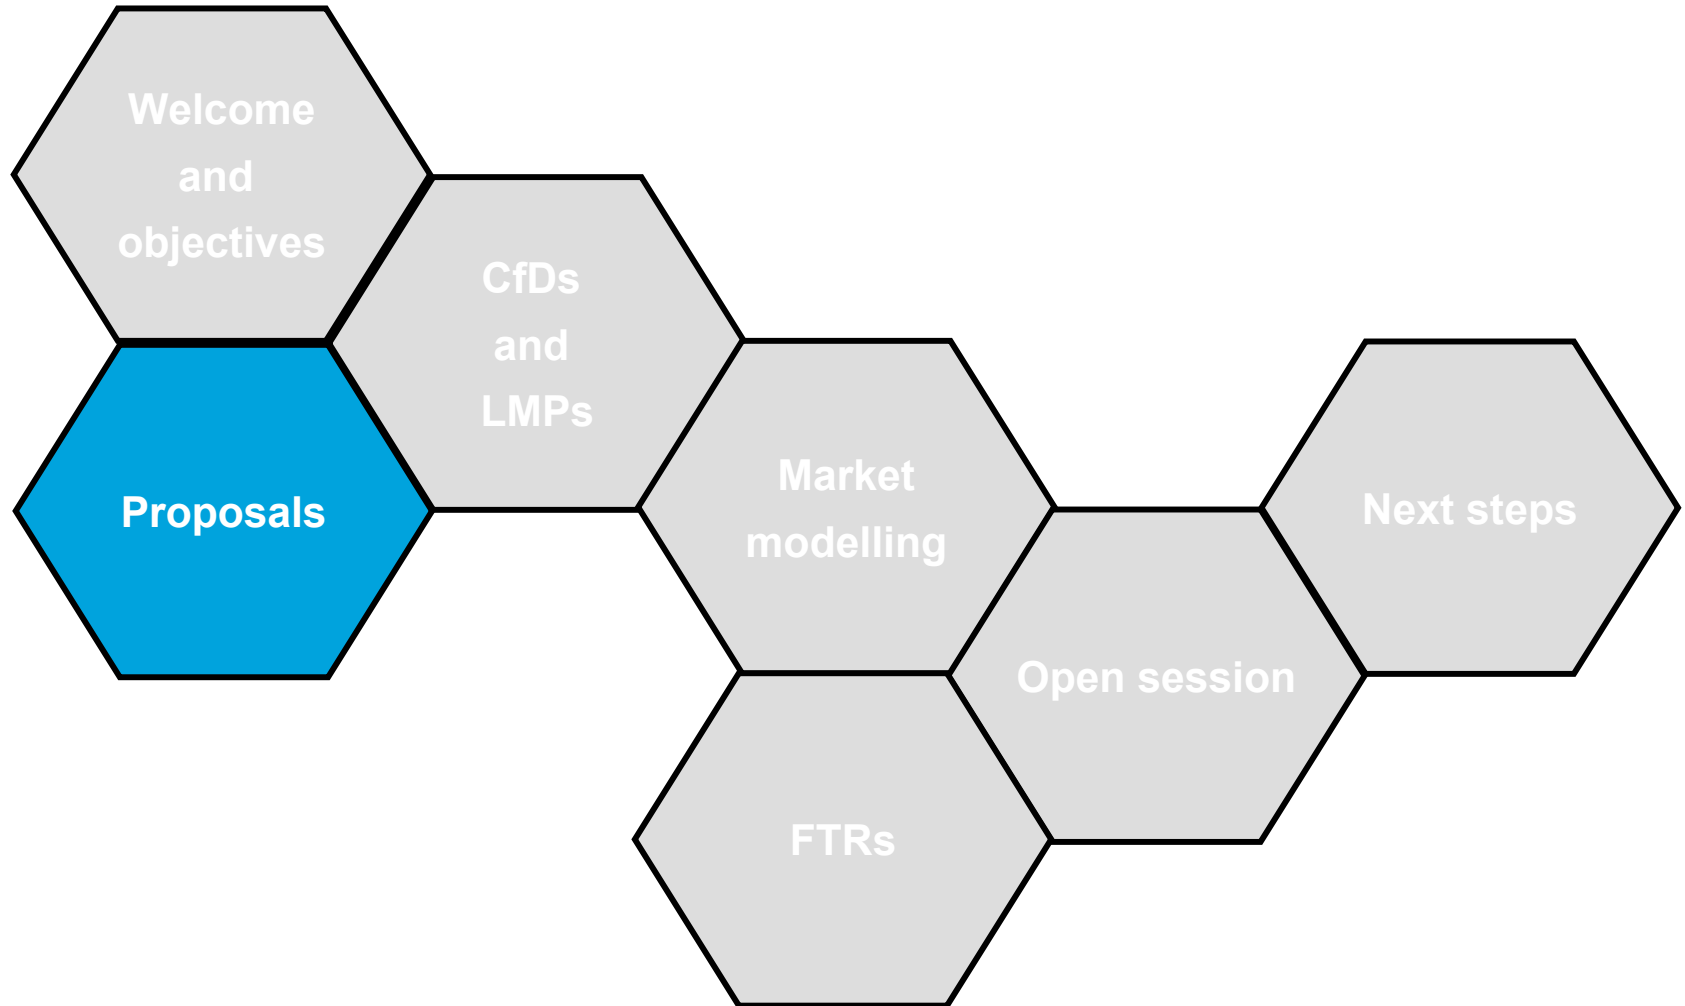 Welcome
and
objectives
Proposals
CfDs
and
LMPs
Market
modelling
FTRs
Open session
Next steps